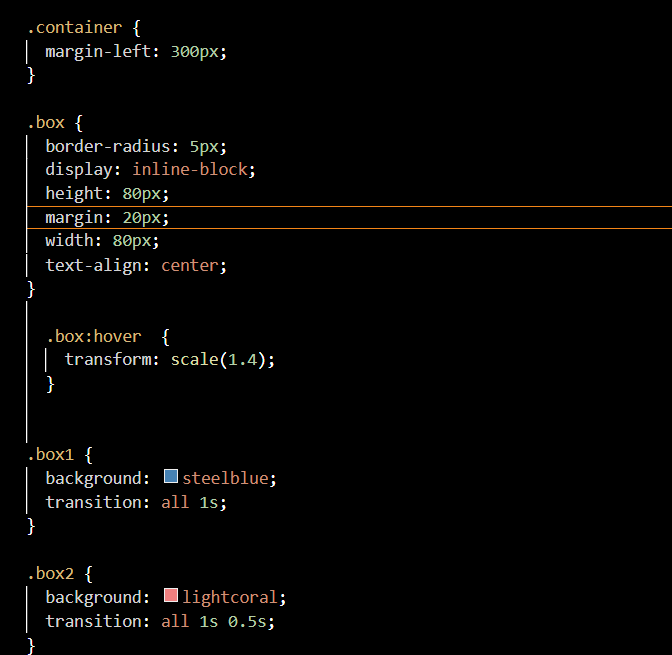 .container {
  margin-left: 300px;
}
.box {
  border-radius: 5px;
  display: inline-block;
  height: 80px;
  margin: 20px;
  width: 80px;
  text-align: center;
}
  .box:hover  {
    transform: scale(1.4);
  }
.box1 {
  background: steelblue;
  transition: all 1s;
}
.box2 {
  background: lightcoral;
  transition: all 1s 0.5s;
}